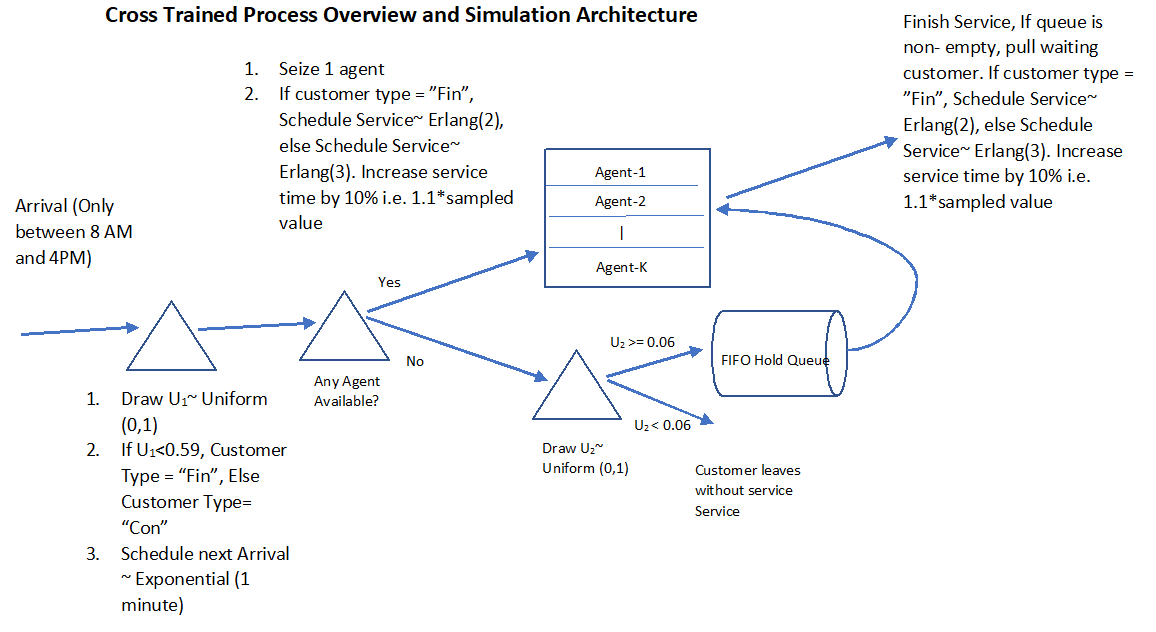 Cross Trained Process Overview and Simulation Architecture
Finish Service, If queue is
non- empty, pull waiting
customer. If customer type =
”Fin”, Schedule Service~
Erlang(2), else Schedule
Service~ Erlang(3). Increase
service time by 10% i.e.
1.1*sampled value
1. Seize 1 agent
2. If customer type = ”Fin”,
Schedule Service~ Erlang(2),
else Schedule Service~
Erlang(3). Increase service
time by 10% i.e. 1.1*sampled
value
Agent-1
Agent-2
|
Agent-K
Arrival (Only
between 8 AM
and 4PM)
Yes
No
Any Agent
Available?
U₂ >= 0.06
FIFO Hold Queue
U₂ < 0.06
Draw U₂~
Uniform (0,1)
Customer leaves
without service
Service
1. Draw U₁~ Uniform
(0,1)
2. If U₁<0.59, Customer
Type = “Fin”, Else
Customer Type=
“Con”
3. Schedule next Arrival
~ Exponential (1
minute)